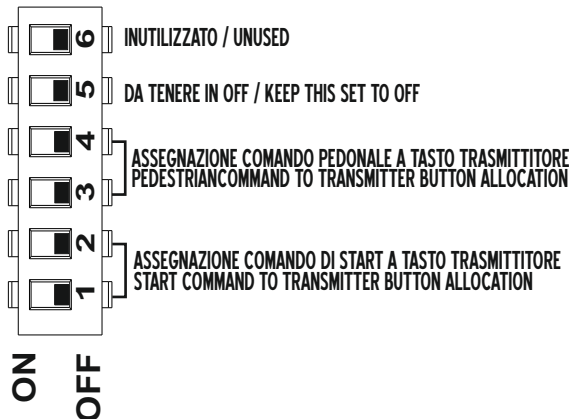 6 INUTILIZZATO / UNUSED
5 DA TENERE IN OFF / KEEP THIS SET TO OFF
4
ASSEGNAZIONE COMANDO PEDONALE A TASTO TRASMITTITORE
PEDESTRIANCOMMAND TO TRANSMITTER BUTTON ALLOCATION
3
2
ASSEGNAZIONE COMANDO DI START A TASTO TRASMITTITORE
START COMMAND TO TRANSMITTER BUTTON ALLOCATION
1
ON
OFF